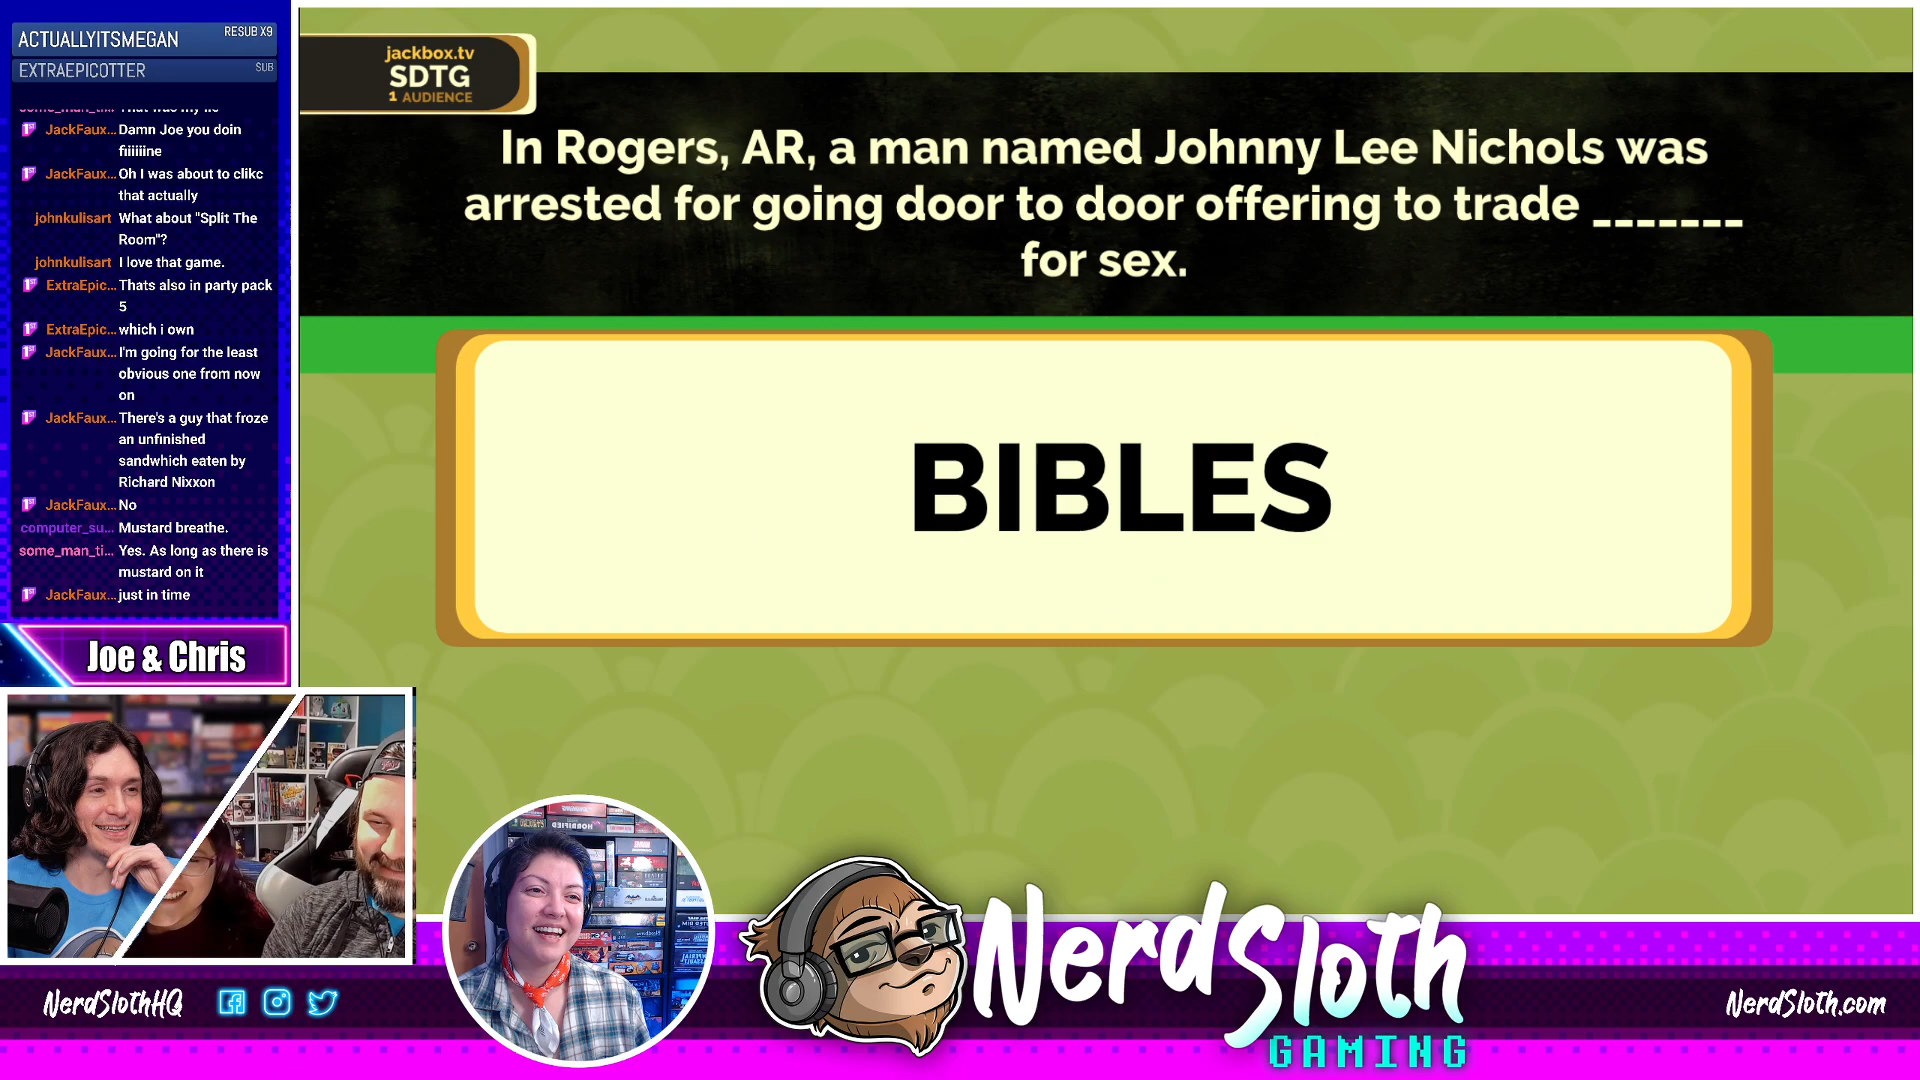 ACTUALLYITSMEGAN RESUB X9
EXTRAEPICOTTER SUB
JackFaux... Damn Joe you doin
fiiiiiine
JackFaux... Oh I was about to clikc
that actually
johnkulisart What about "Split The
Room"?
johnkulisart I love that game.
ExtraEpic... Thats also in party pack
5
ExtraEpic... which i own
JackFaux... I'm going for the least
obvious one from now
on
JackFaux... There's a guy that froze
an unfinished
sandwhich eaten by
Richard Nixxon
JackFaux... No
computer_su... Mustard breathe.
some_man_ti... Yes. As long as there is
mustard on it
JackFaux... just in time
Joe & Chris
jackbox.tv
SDTG
1 AUDIENCE
In Rogers, AR, a man named Johnny Lee Nichols was
arrested for going door to door offering to trade _______
for sex.
BIBLES
HORRIFIED
NerdSlothHQ
NerdSloth
GAMING
NerdSloth.com